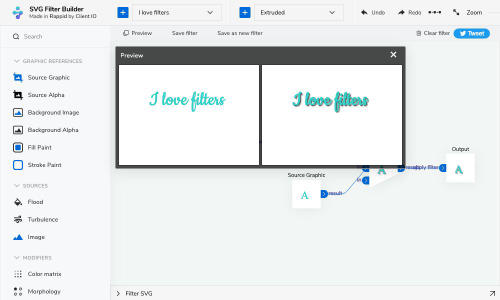 SVG Filter Builder
Made in Rappid by Client IO
I love filters
Extruded
Undo
Redo
Zoom
Search
Preview
Save filter
Save as new filter
Clear filter
Tweet
GRAPHIC REFERENCES
Source Graphic
Source Alpha
Background Image
Background Alpha
Fill Paint
Stroke Paint
SOURCES
Flood
Turbulence
Image
MODIFIERS
Color matrix
Morphology
Preview
I love filters
I love filters
Source Graphic
A
result
in
A
result
apply filter
Output
A
Filter SVG